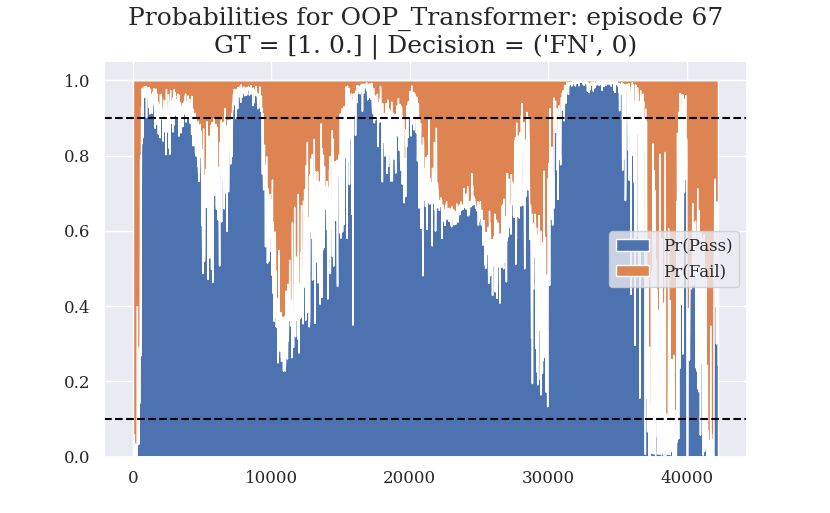 Probabilities for OOP_Transformer: episode 67
GT = [1. 0.] | Decision = ('FN', 0)
1.0
0.8
0.6
0.4
0.2
0.0
Pr(Pass)
Pr(Fail)
0
10000
20000
30000
40000